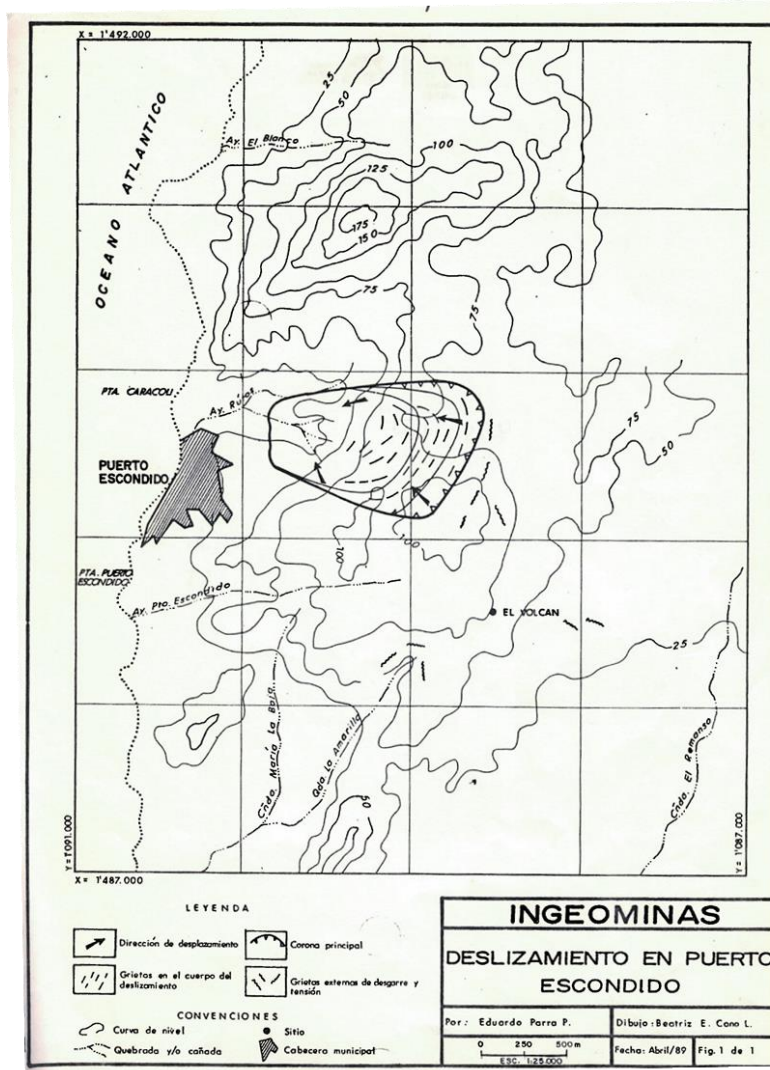 X = 1'492.000
25
50
OCEANO ATLANTICO
Ay. El Blanco
100
125
175
150
75
75
PTA. CARACOLI
Ay. Rusos
75
50
PUERTO
ESCONDIDO
100
100
PTA. PUERTO
ESCONDIDO
Ay. Pto. Escondido
EL VOLCAN
25
Cñda. María La Baja
Qda. La Amarilla
Cñda. El Remanso
50
Y = 1'091.000
Y = 1'087.000
X = 1'487.000
LEYENDA
Dirección de desplazamiento
Corona principal
Grietas en el cuerpo del
deslizamiento
Grietas externas de desgarre y
tensión
CONVENCIONES
Curva de nivel
Sitio
Quebrada y/o cañada
Cabecera municipal
INGEOMINAS
DESLIZAMIENTO EN PUERTO
ESCONDIDO
Por: Eduardo Parra P.
Dibujo: Beatriz E. Cano L.
0 250 500 m
ESC. 1:25.000
Fecha: Abril/89
Fig. 1 de 1